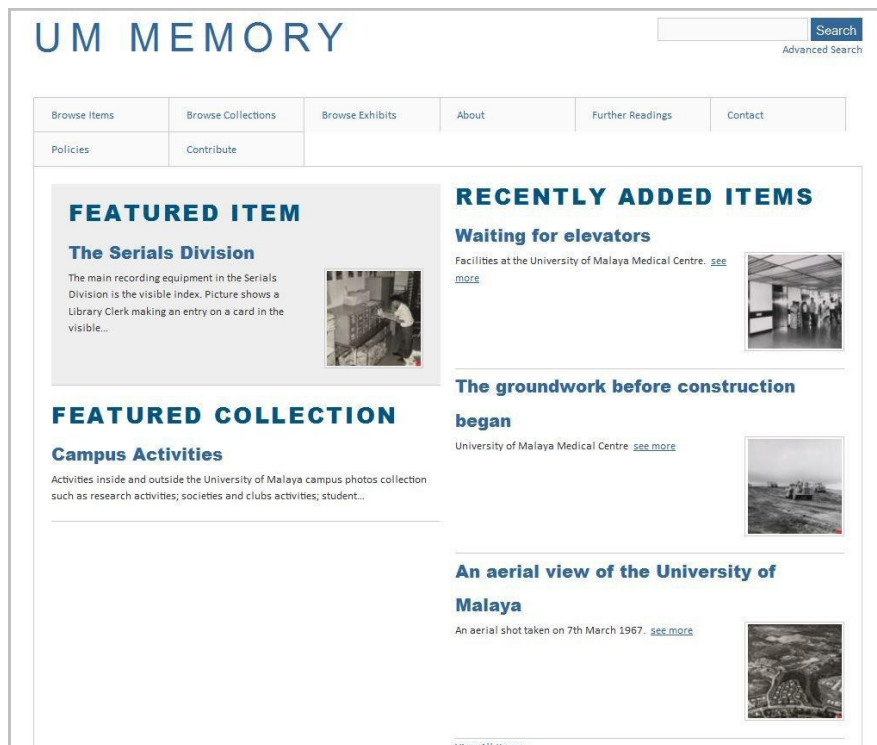 UM MEMORY
Search
Advanced Search
Browse Items
Browse Collections
Browse Exhibits
About
Further Readings
Contact
Policies
Contribute
FEATURED ITEM
The Serials Division
The main recording equipment in the Serials
Division is the visible index. Picture shows a
Library Clerk making an entry on a card in the
visible...
FEATURED COLLECTION
Campus Activities
Activities inside and outside the University of Malaya campus photos collection
such as research activities; societies and clubs activities; student...
RECENTLY ADDED ITEMS
Waiting for elevators
Facilities at the University of Malaya Medical Centre. see
more
The groundwork before construction
began
University of Malaya Medical Centre see more
An aerial view of the University of
Malaya
An aerial shot taken on 7th March 1967. see more